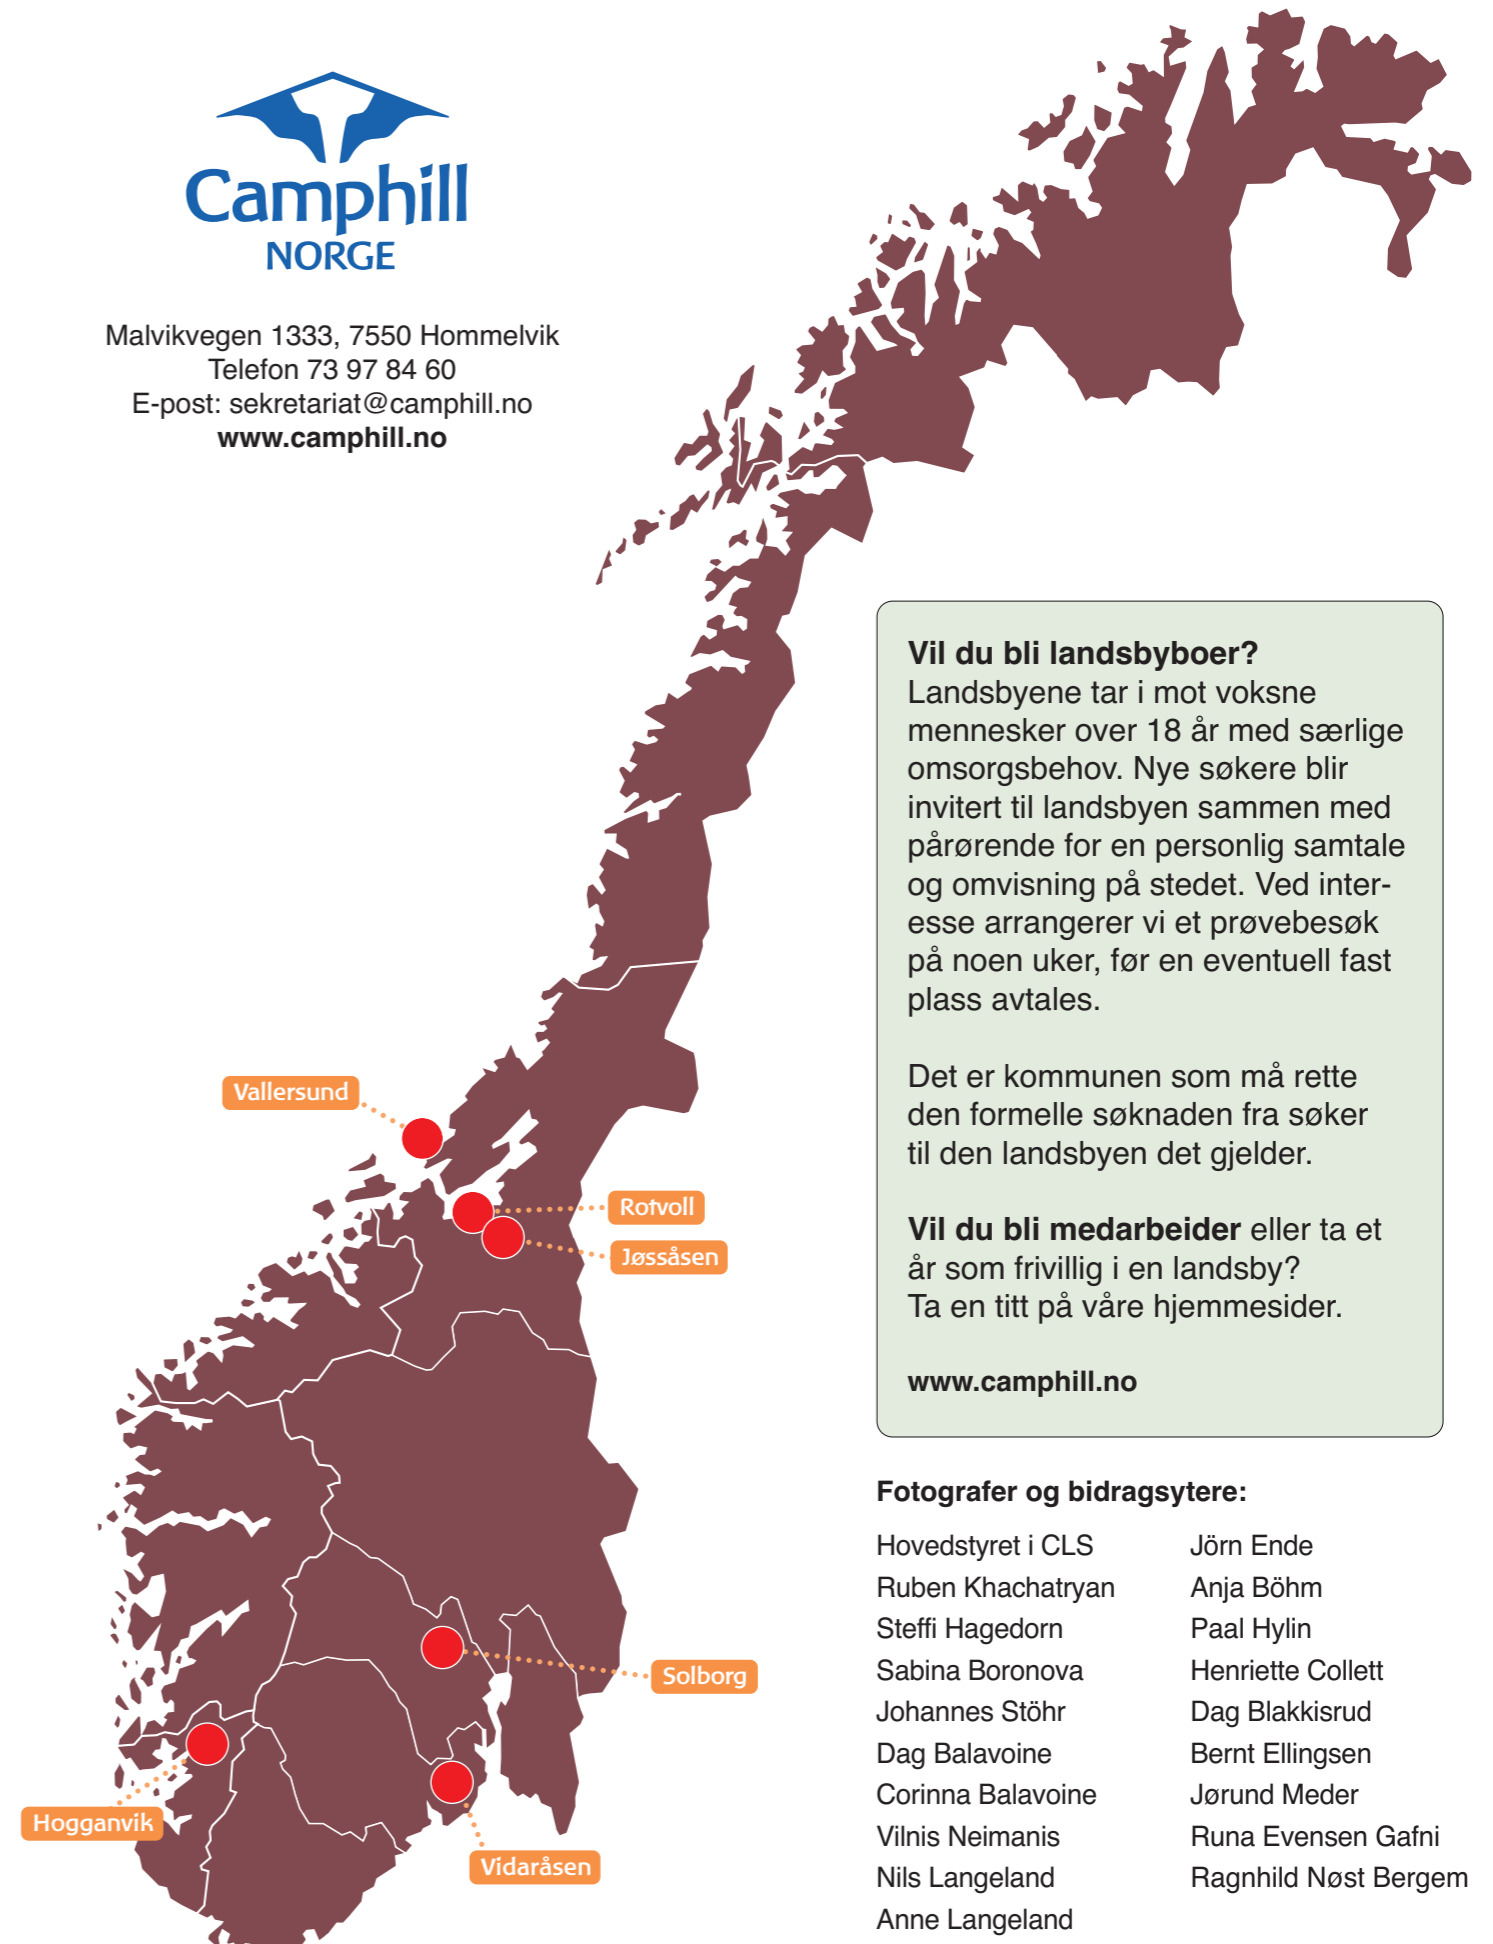 Camphill
NORGE
Malvikvegen 1333, 7550 Hommelvik
Telefon 73 97 84 60
E-post: sekretariat@camphill.no
www.camphill.no
Vallersund
Rotvoll
Jøssåsen
Solborg
Hogganvik
Vidaråsen
Vil du bli landsbyboer?
Landsbyene tar i mot voksne
mennesker over 18 år med særlige
omsorgsbehov. Nye søkere blir
invitert til landsbyen sammen med
pårørende for en personlig samtale
og omvisning på stedet. Ved inter-
esse arrangerer vi et prøvebesøk
på noen uker, før en eventuell fast
plass avtales.
Det er kommunen som må rette
den formelle søknaden fra søker
til den landsbyen det gjelder.
Vil du bli medarbeider eller ta et
år som frivillig i en landsby?
Ta en titt på våre hjemmesider.
www.camphill.no
Fotografer og bidragsytere:
Hovedstyret i CLS
Ruben Khachatryan
Steffi Hagedorn
Sabina Boronova
Johannes Stöhr
Dag Balavoine
Corinna Balavoine
Vilnis Neimanis
Nils Langeland
Anne Langeland
Jörn Ende
Anja Böhm
Paal Hylin
Henriette Collett
Dag Blakkisrud
Bernt Ellingsen
Jørund Meder
Runa Evensen Gafni
Ragnhild Nøst Bergem